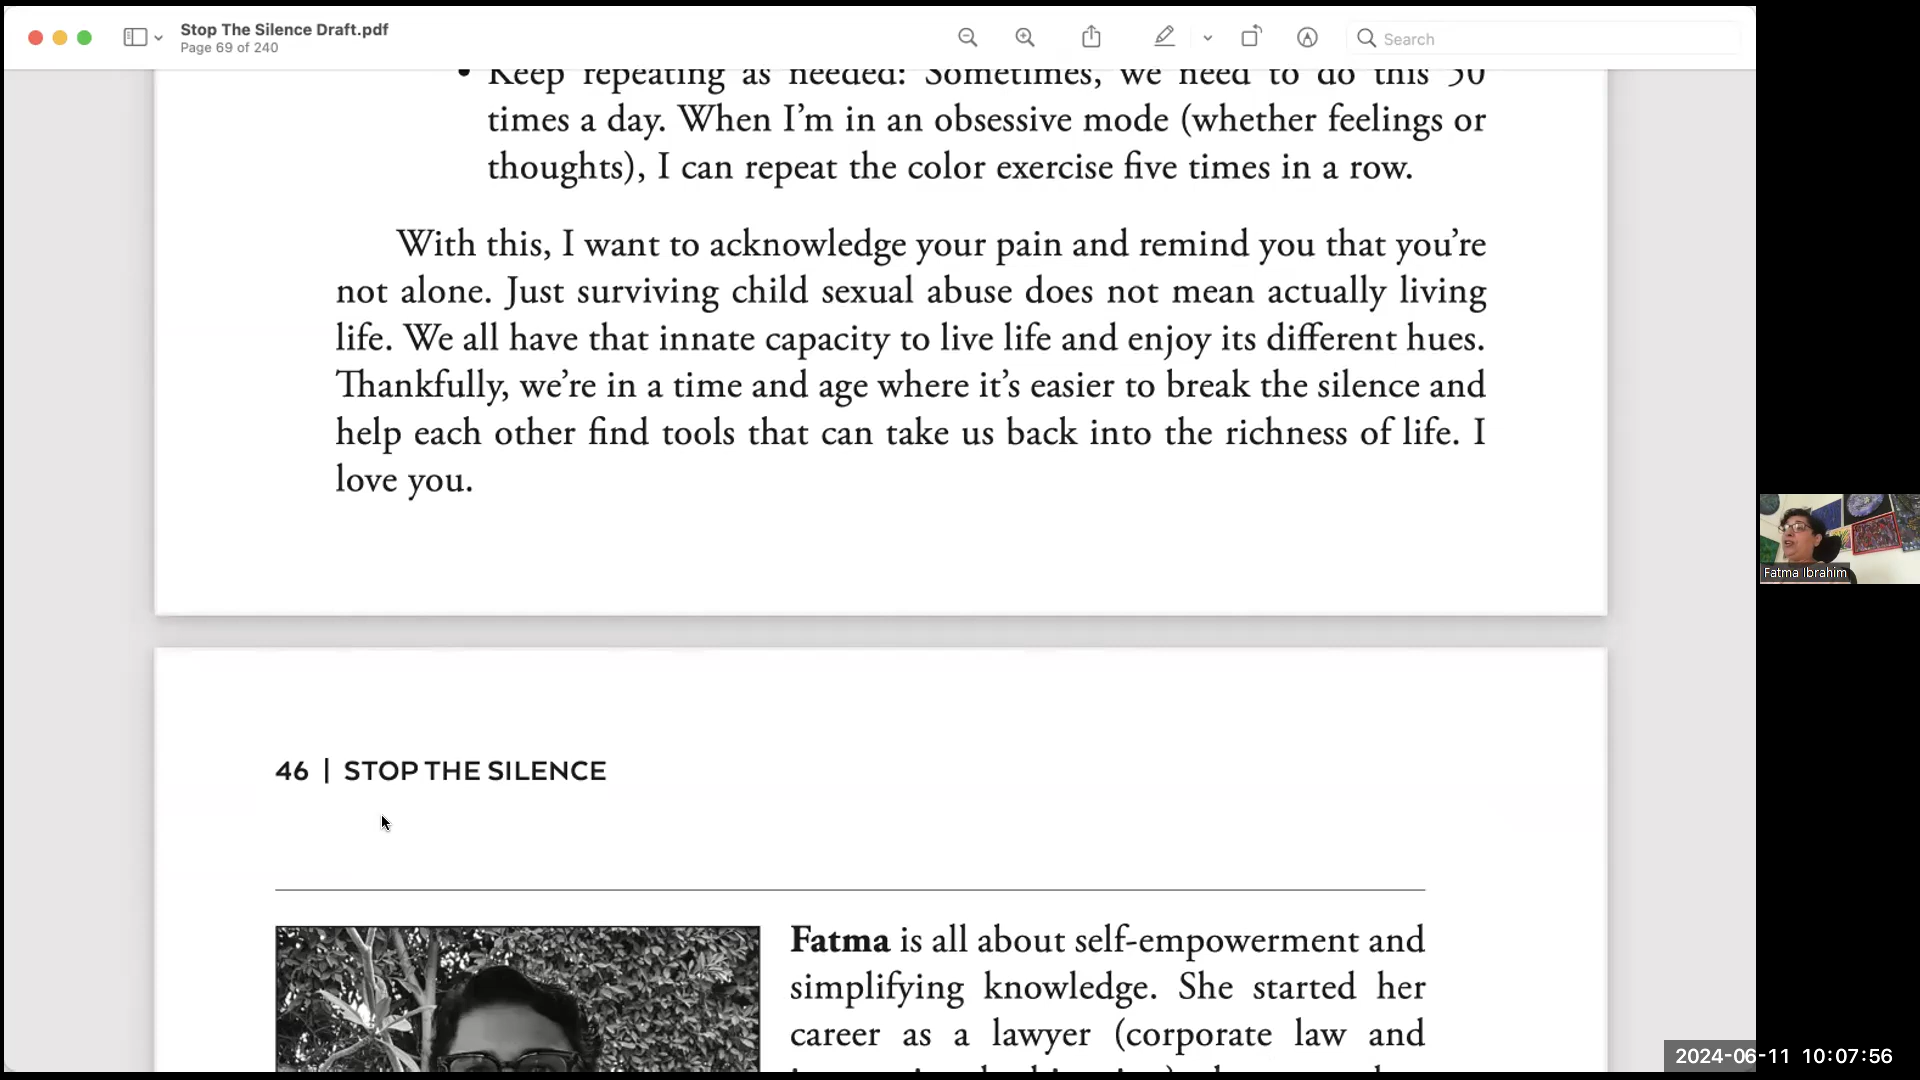 Stop The Silence Draft.pdf
Page 69 of 240
Search
• Keep repeating as needed: Sometimes, we need to do this 50
times a day. When I’m in an obsessive mode (whether feelings or
thoughts), I can repeat the color exercise five times in a row.
With this, I want to acknowledge your pain and remind you that you’re
not alone. Just surviving child sexual abuse does not mean actually living
life. We all have that innate capacity to live life and enjoy its different hues.
Thankfully, we’re in a time and age where it’s easier to break the silence and
help each other find tools that can take us back into the richness of life. I
love you.
46 | STOP THE SILENCE
Fatma is all about self-empowerment and
simplifying knowledge. She started her
career as a lawyer (corporate law and
Fatma Ibrahim
2024-06-11 10:07:56